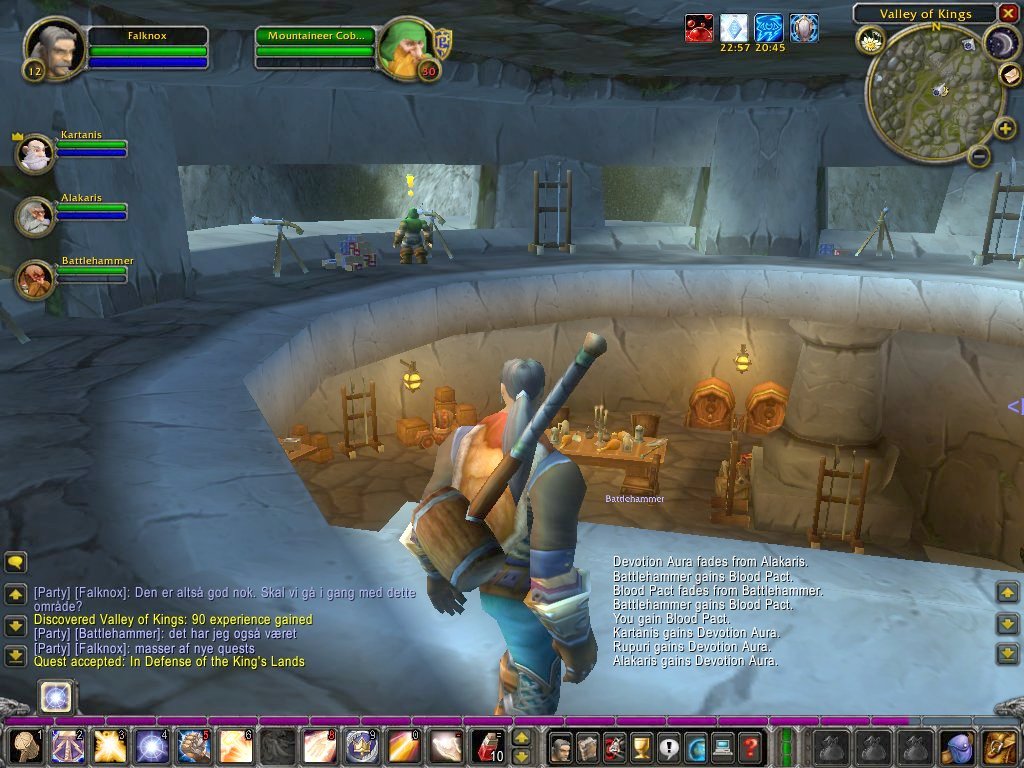 Falknox
12
Mountaineer Cob...
30
22:57 20:45
Valley of Kings
N
Kartanis
Alakaris
Battlehammer
Battlehammer
[Party] [Falknox]: Den er altså god nok. Skal vi gå i gang med dette
område?
Discovered Valley of Kings: 90 experience gained
[Party] [Battlehammer]: det har jeg også været
[Party] [Falknox]: masser af nye quests
Quest accepted: In Defense of the King's Lands
Devotion Aura fades from Alakaris.
Battlehammer gains Blood Pact.
Blood Pact fades from Battlehammer.
Battlehammer gains Blood Pact.
You gain Blood Pact.
Kartanis gains Devotion Aura.
Rupuri gains Devotion Aura.
Alakaris gains Devotion Aura.
1 2 3 4 5 6 8 9 0 10